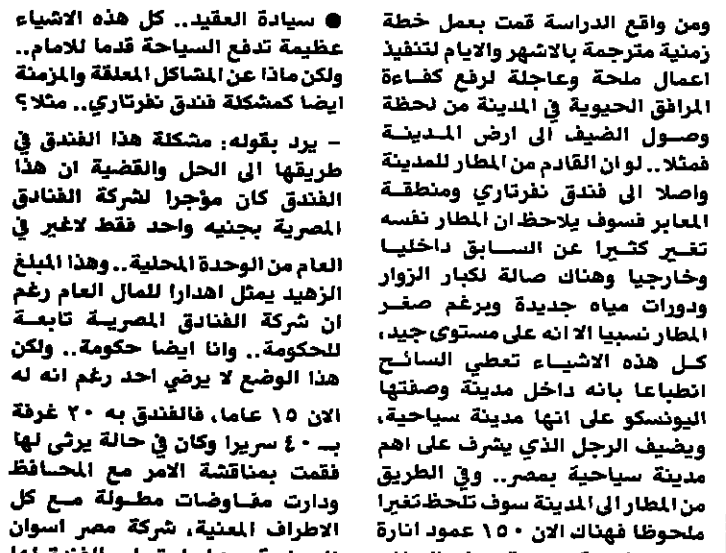 ومن واقع الدراسة قمت بعمل خطة
زمنية مترجمة بالاشهر والايام لتنفيذ
اعمال ملحة وعاجلة لرفع كفاءة
المرافق الحيوية في المدينة من لحظة
وصول الضيف الى ارض المدينة
فمثلا.. لو ان القادم من المطار للمدينة
واصلا الى فندق نفرتاري ومنطقة
المعابر فسوف يلاحظ ان المطار نفسه
تغير كثيرا عن السابق داخليا
وخارجيا وهناك صالة لكبار الزوار
ودورات مياه جديدة وبرغم صغر
المطار نسبيا الا انه على مستوى جيد،
كل هذه الاشياء تعطي السائح
انطباعا بانه داخل مدينة وصفتها
اليونسكو على انها مدينة سياحية،
ويضيف الرجل الذي يشرف على اهم
مدينة سياحية بمصر.. وفي الطريق
من المطار الى المدينة سوف تلحظ تغيرا
ملحوظا فهناك الان ١٥٠ عمود انارة
● سيادة العقيد.. كل هذه الاشياء
عظيمة تدفع السياحة قدما للامام..
ولكن ماذا عن المشاكل المعلقة والمزمنة
ايضا كمشكلة فندق نفرتاري.. مثلا؟
– يرد بقوله: مشكلة هذا الفندق في
طريقها الى الحل والقضية ان هذا
الفندق كان مؤجرا لشركة الفنادق
المصرية بجنيه واحد فقط لاغير في
العام من الوحدة المحلية.. وهذا المبلغ
الزهيد يمثل اهدارا للمال العام رغم
ان شركة الفنادق المصرية تابعة
للحكومة.. وانا ايضا حكومة.. ولكن
هذا الوضع لا يرضي احد رغم انه له
الان ١٥ عاما، فالفندق به ٢٠ غرفة
بـ ٤٠ سريرا وكان في حالة يرثى لها
فقمت بمناقشة الامر مع المحافظ
ودارت مفاوضات مطولة مع كل
الاطراف المعنية، شركة مصر اسوان